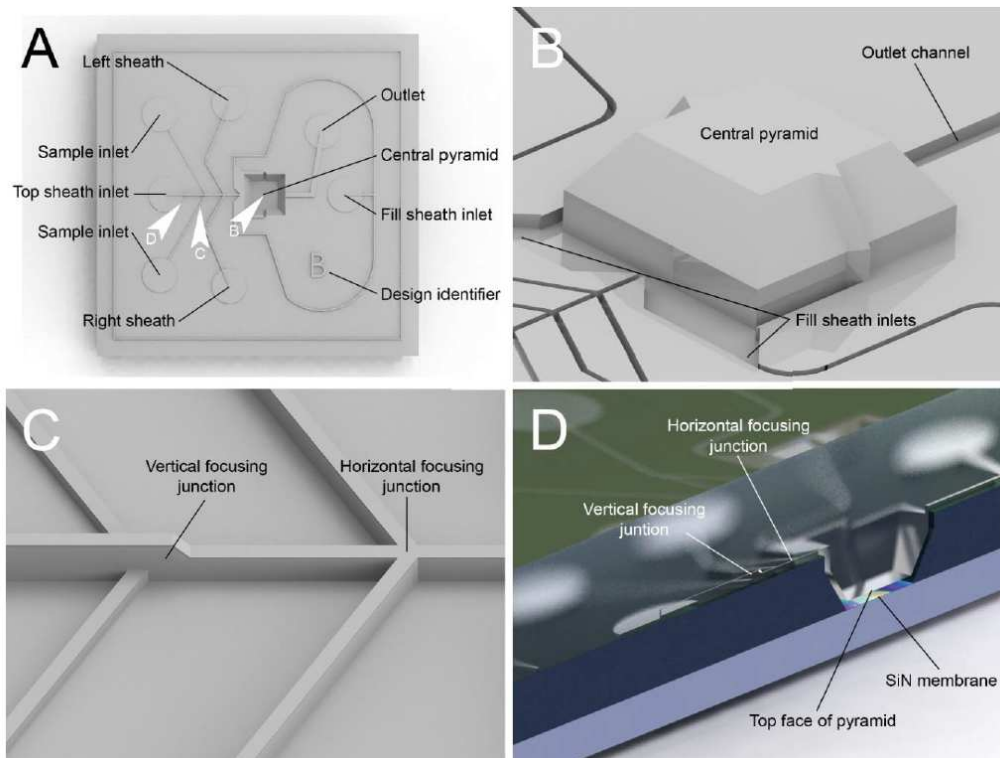 A
Left sheath
Outlet
Sample inlet
Central pyramid
Top sheath inlet
Fill sheath inlet
D
C
B
Sample inlet
B
Design identifier
Right sheath
B
Outlet channel
Central pyramid
Fill sheath inlets
C
Vertical focusing
junction
Horizontal focusing
junction
D
Horizontal focusing
junction
Vertical focusing
juntion
SiN membrane
Top face of pyramid